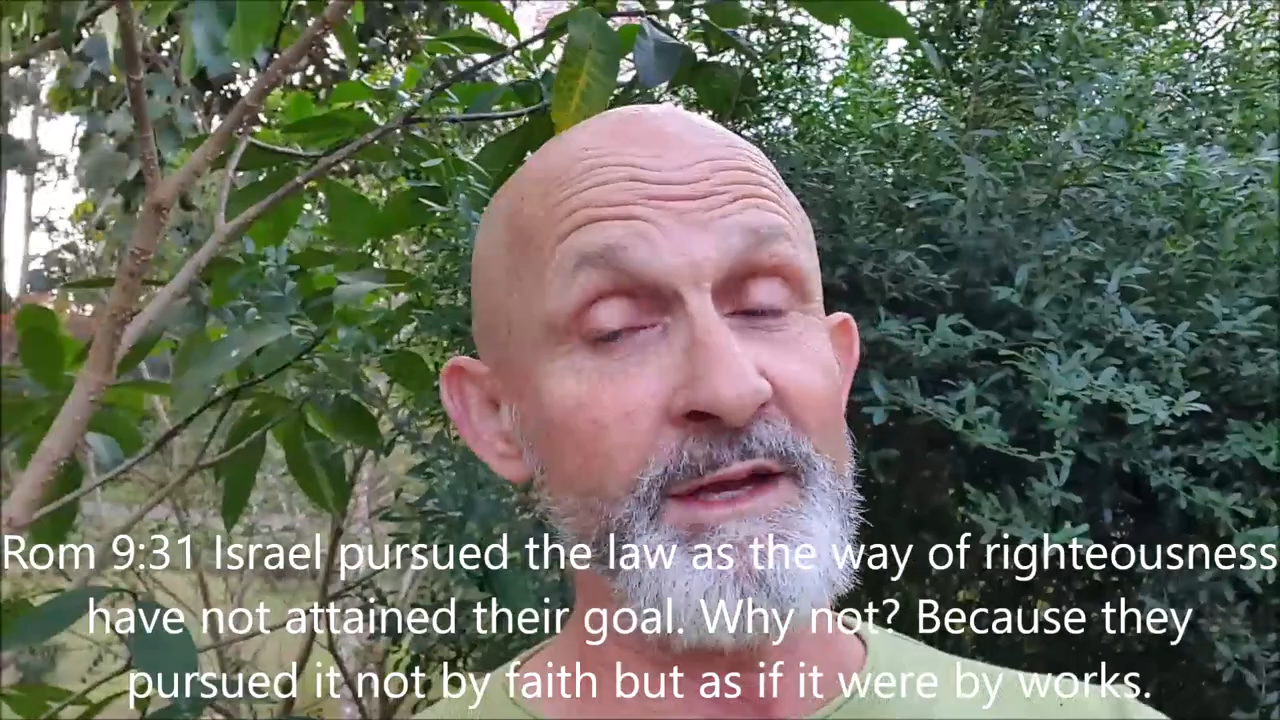 Rom 9:31 Israel pursued the law as the way of righteousness
have not attained their goal. Why not? Because they
pursued it not by faith but as if it were by works.